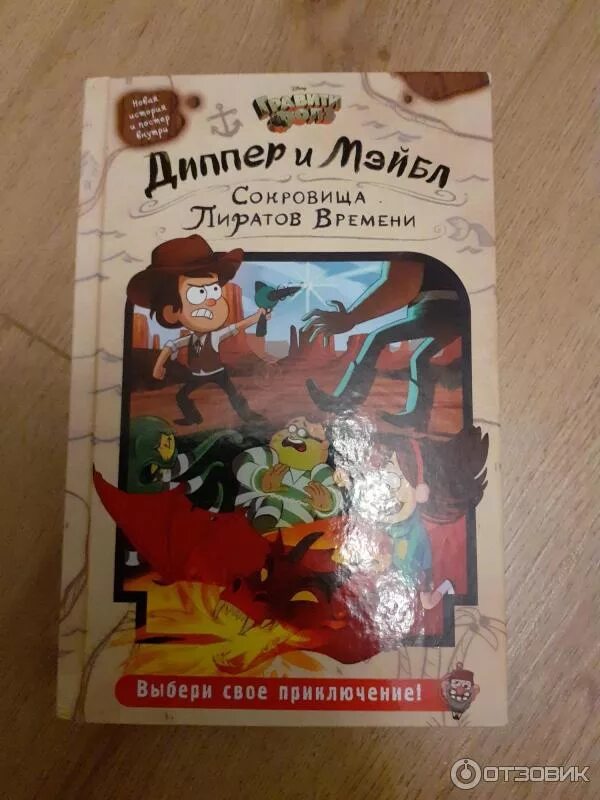 Новая
история
и постер
внутри
Disney
ГРАВИТИ
ФОЛЗ
Диппер и Мэйбл
Сокровища
Пиратов Времени
Выбери свое приключение!
ОТЗОВИК